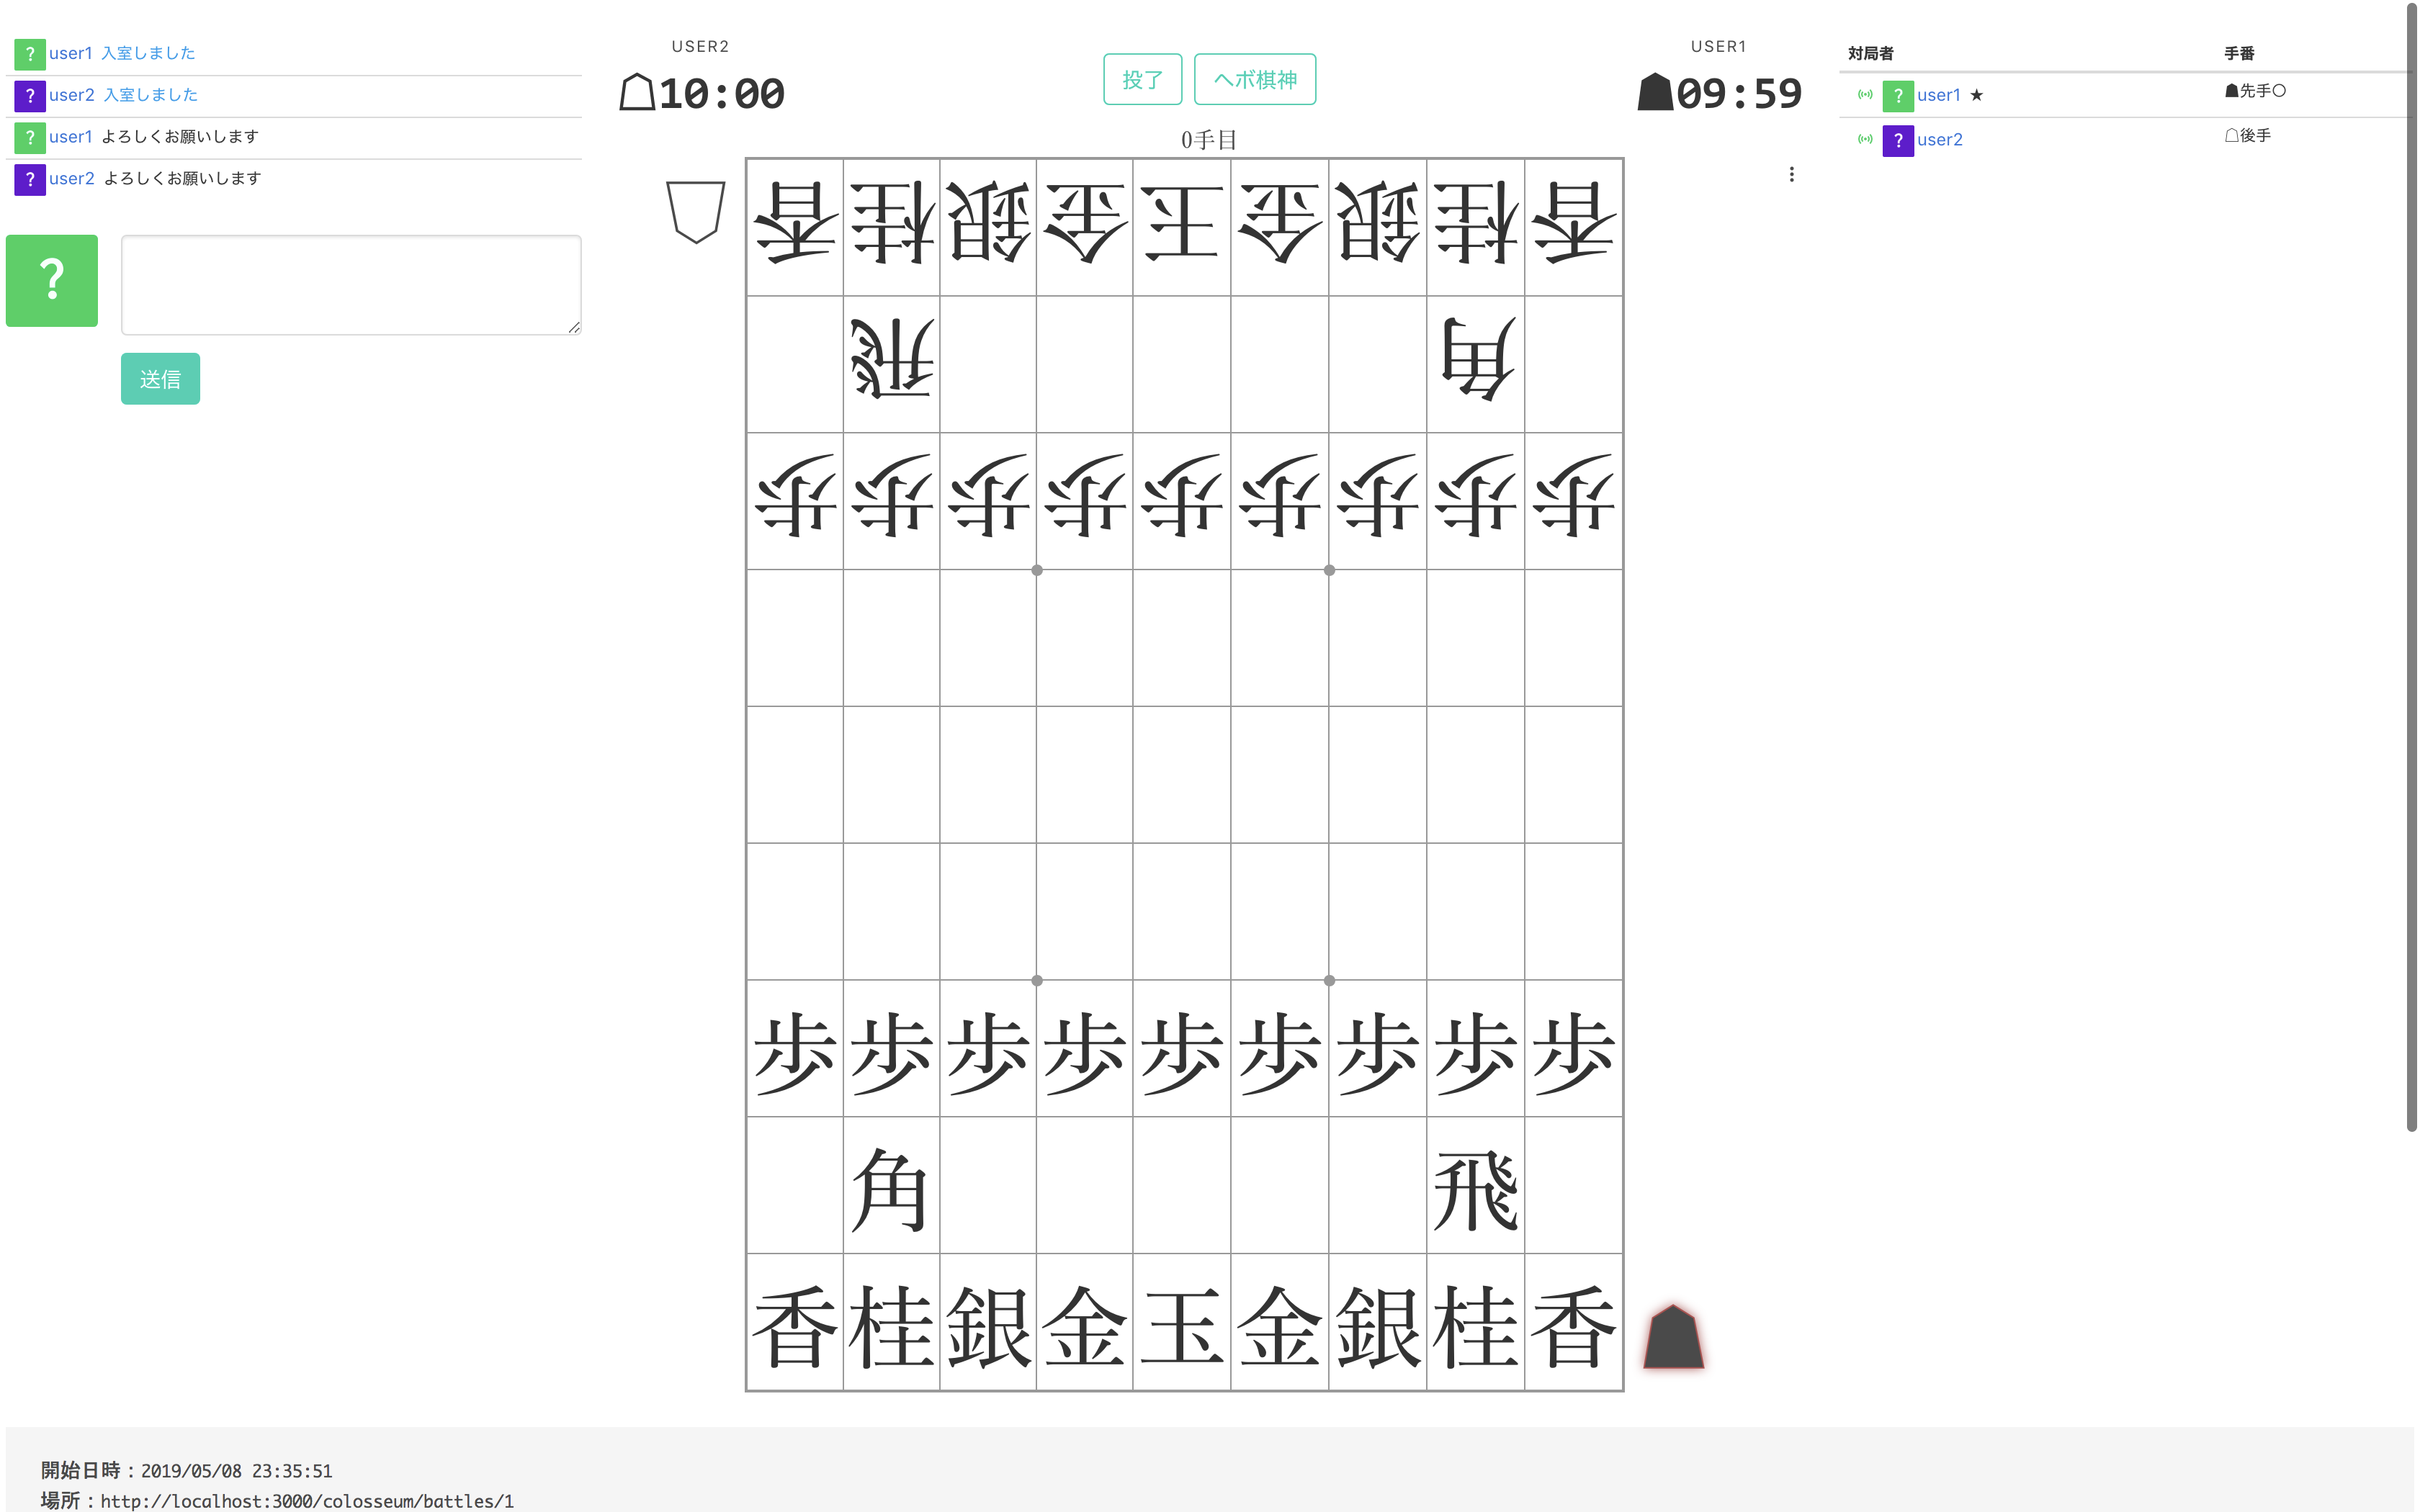 ? user1 入室しました
? user2 入室しました
? user1 よろしくお願いします
? user2 よろしくお願いします
?
送信
USER2
☖10:00
投了 ヘボ棋神
USER1
☗09:59
0手目
香桂銀金玉金銀桂香
飛角
歩歩歩歩歩歩歩歩歩
歩歩歩歩歩歩歩歩歩
角飛
香桂銀金玉金銀桂香
対局者 手番
? user1 ★ ☗先手○
? user2 ☖後手
開始日時:2019/05/08 23:35:51
場所:http://localhost:3000/colosseum/battles/1